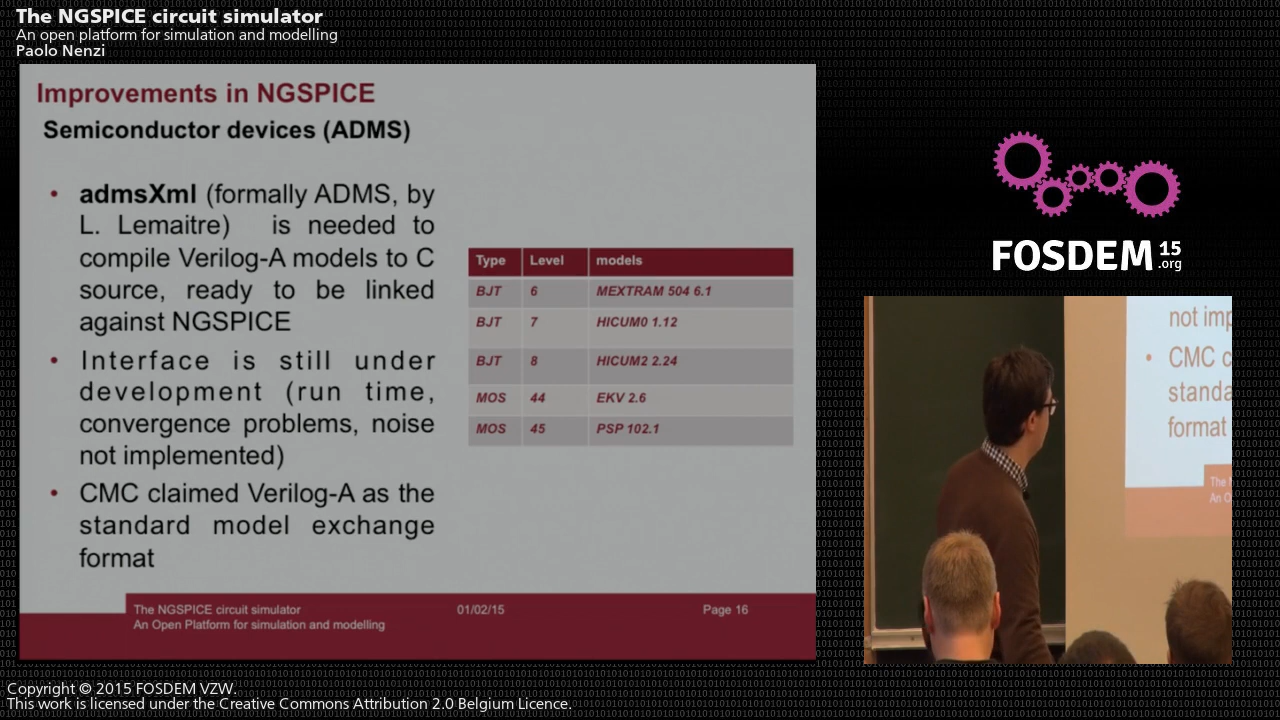 The NGSPICE circuit simulator
An open platform for simulation and modelling
Paolo Nenzi
Improvements in NGSPICE
Semiconductor devices (ADMS)
• admsXml (formally ADMS, by
L. Lemaitre) is needed to
compile Verilog-A models to C
source, ready to be linked
against NGSPICE
• Interface is still under
development (run time,
convergence problems, noise
not implemented)
• CMC claimed Verilog-A as the
standard model exchange
format
Type Level models
BJT 6 MEXTRAM 504 6.1
BJT 7 HICUM0 1.12
BJT 8 HICUM2 2.24
MOS 44 EKV 2.6
MOS 45 PSP 102.1
The NGSPICE circuit simulator 01/02/15 Page 16
An Open Platform for simulation and modelling
FOSDEM 15
.org
not imp
• CMC c
standa
format
The N
An O
Copyright © 2015 FOSDEM VZW.
This work is licensed under the Creative Commons Attribution 2.0 Belgium Licence.